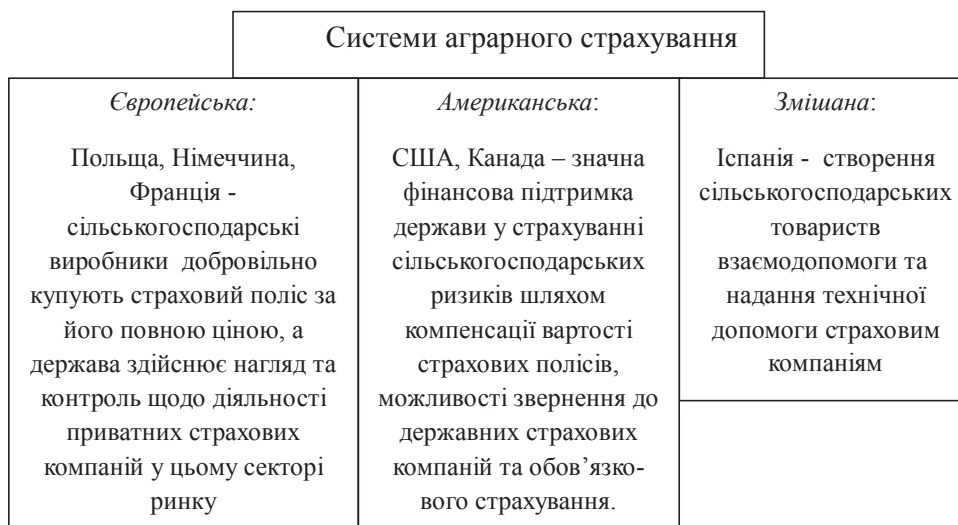 Системи аграрного страхування
Європейська:
Польща, Німеччина,
Франція -
сільськогосподарські
виробники добровільно
купують страховий поліс за
його повною ціною, а
держава здійснює нагляд та
контроль щодо діяльності
приватних страхових
компаній у цьому секторі
ринку
Американська:
США, Канада – значна
фінансова підтримка
держави у страхуванні
сільськогосподарських
ризиків шляхом
компенсації вартості
страхових полісів,
можливості звернення до
державних страхових
компаній та обов’язко-
вого страхування.
Змішана:
Іспанія - створення
сільськогосподарських
товариств
взаємодопомоги та
надання технічної
допомоги страховим
компаніям